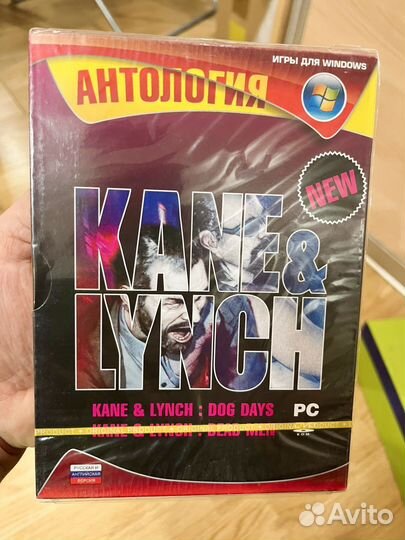 ИГРЫ ДЛЯ WINDOWS
АНТОЛОГИЯ
NEW
KANE &
LYNCH
KANE & LYNCH : DOG DAYS
PC
KANE & LYNCH : DEAD MEN
РУССКАЯ И
АНГЛИЙСКАЯ
ВЕРСИЯ
Avito